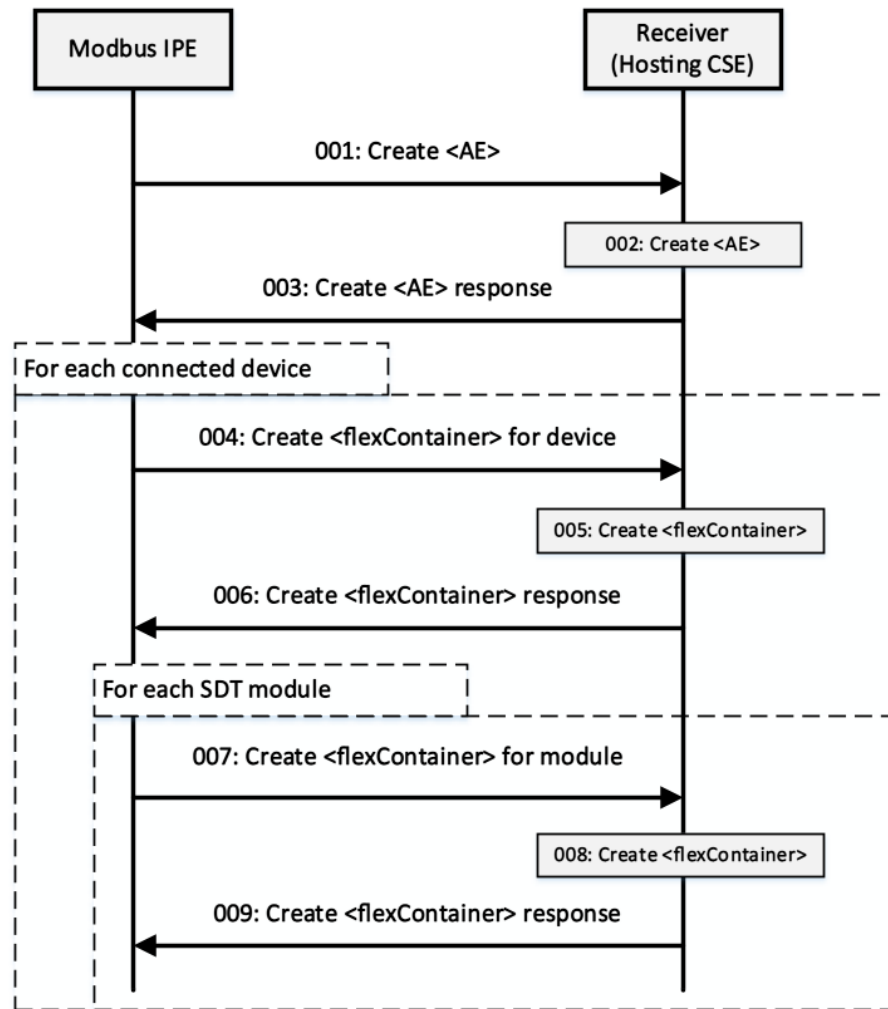 Modbus IPE
Receiver
(Hosting CSE)
001: Create <AE>
002: Create <AE>
003: Create <AE> response
For each connected device
004: Create <flexContainer> for device
005: Create <flexContainer>
006: Create <flexContainer> response
For each SDT module
007: Create <flexContainer> for module
008: Create <flexContainer>
009: Create <flexContainer> response